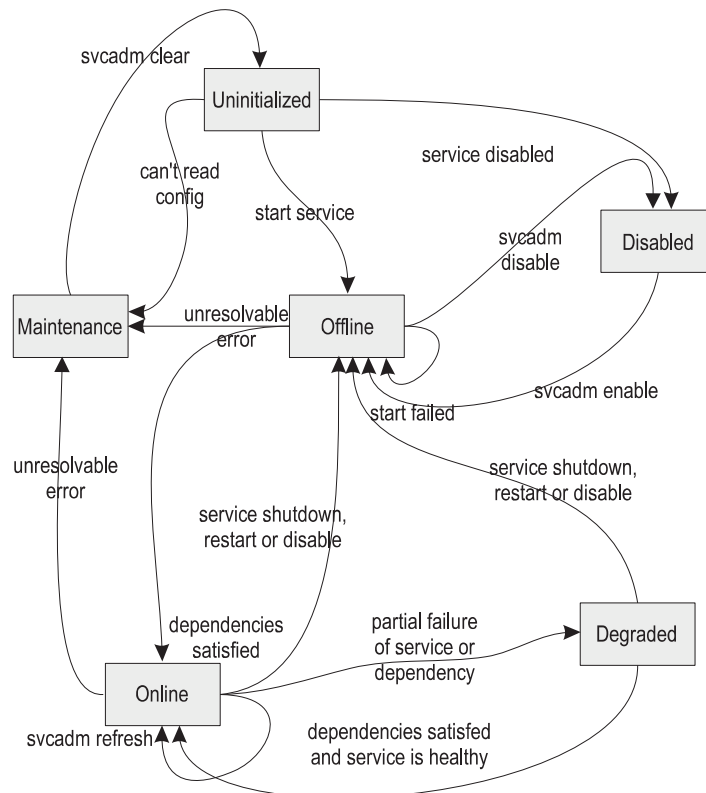 svcadm clear
Uninitialized
can't read
config
start service
service disabled
svcadm
disable
Disabled
Maintenance
unresolvable
error
Offline
start failed
svcadm enable
unresolvable
error
service shutdown,
restart or disable
service shutdown,
restart or disable
dependencies
satisfied
partial failure
of service or
dependency
Degraded
Online
svcadm refresh
dependencies satisfed
and service is healthy